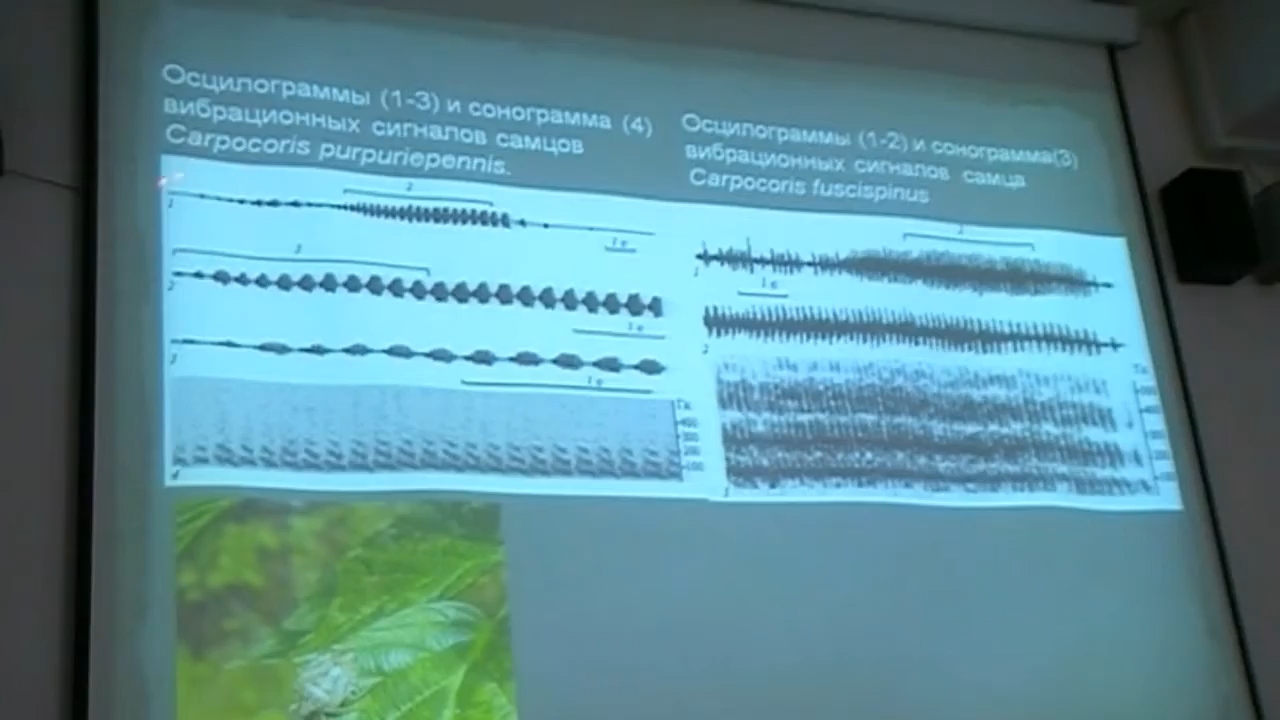 Осцилограммы (1-3) и сонограмма (4)
вибрационных сигналов самцов
Carpocoris purpuriepennis.
Осцилограммы (1-2) и сонограмма(3)
вибрационных сигналов самца
Carpocoris fuscispinus